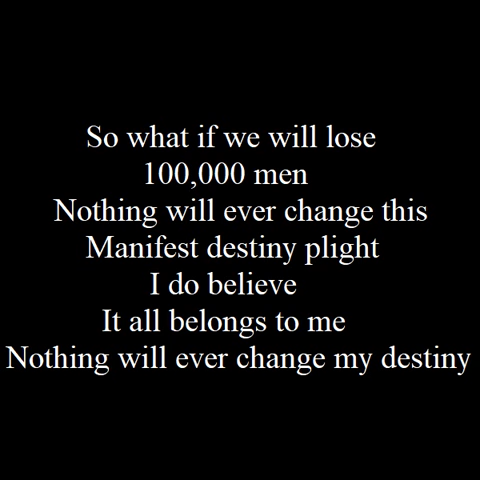 So what if we will lose
100,000 men
Nothing will ever change this
Manifest destiny plight
I do believe
It all belongs to me
Nothing will ever change my destiny